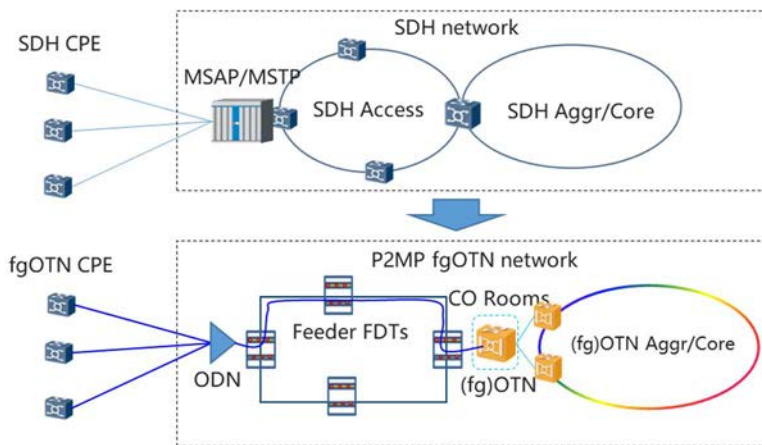 SDH network
SDH CPE
MSAP/MSTP
SDH Access
SDH Aggr/Core
fgOTN CPE
P2MP fgOTN network
CO Rooms
Feeder FDTs
(fg)OTN Aggr/Core
ODN
(fg)OTN